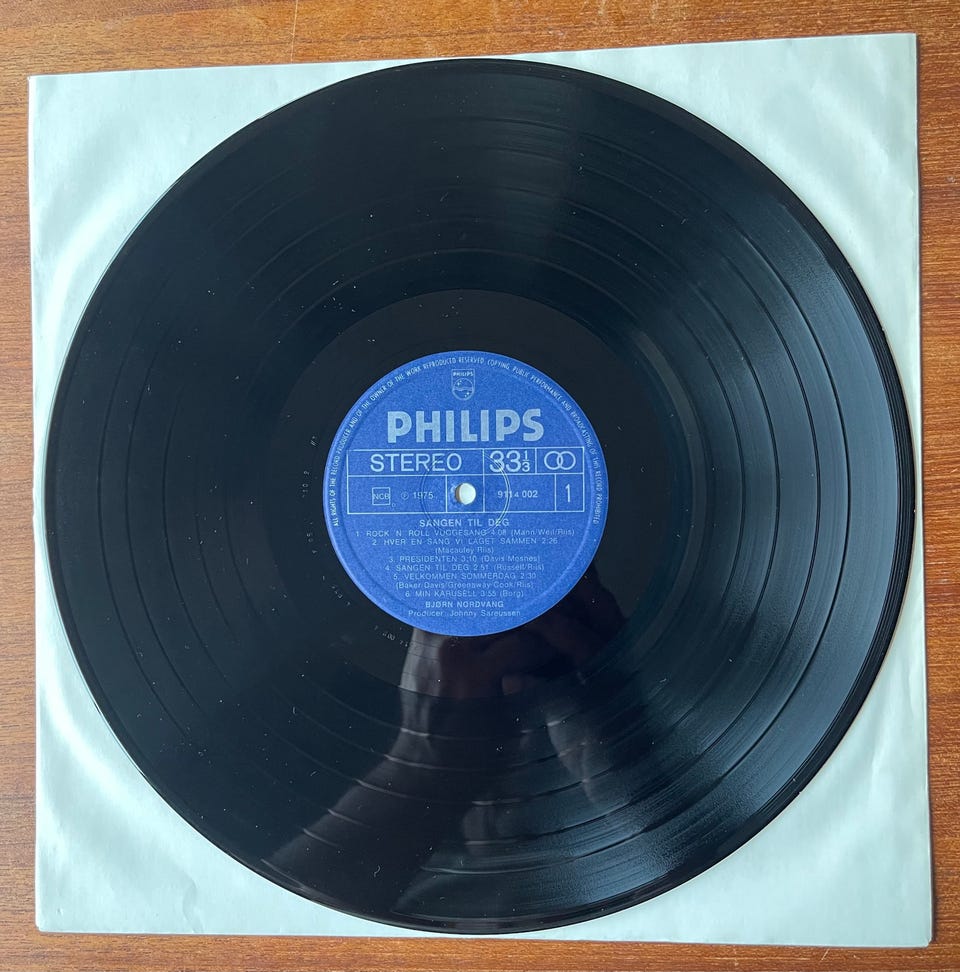 ALL RIGHTS OF THE RECORD PRODUCER AND OF THE OWNER OF THE WORK REPRODUCED RESERVED. COPYING, PUBLIC PERFORMANCE AND BROADCASTING OF THIS RECORD PROHIBITED
PHILIPS
PHILIPS
STEREO 33⅓
NCB ℗ 1975 9114 002 1
SANGEN TIL DEG
1. ROCK 'N' ROLL VUGGESANG 4:08 (Mann/Weil/Riis)
2. HVER EN SANG VI LAGET SAMMEN 2:26
(Macauley Riis)
3. PRESIDENTEN 3:10 (Davis Mosnes)
4. SANGEN TIL DEG 2:51 (Russell/Riis)
5. VELKOMMEN SOMMERDAG 2:30
(Baker/Davis/Greenaway/Cook/Riis)
6. MIN KARUSELL 3:55 (Berg)
BJØRN NORDVANG
Producer: Johnny Sareussen